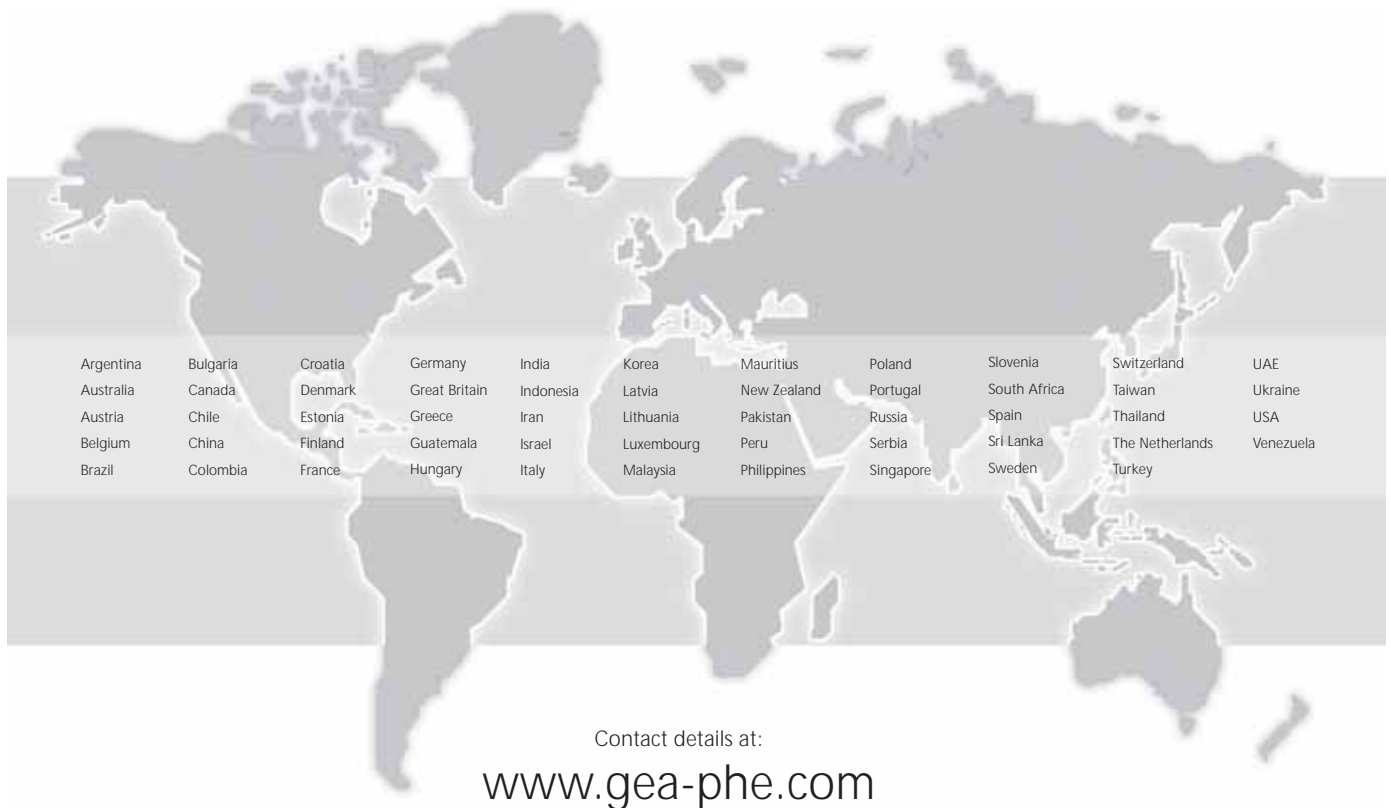 Argentina
Australia
Austria
Belgium
Brazil
Bulgaria
Canada
Chile
China
Colombia
Croatia
Denmark
Estonia
Finland
France
Germany
Great Britain
Greece
Guatemala
Hungary
India
Indonesia
Iran
Israel
Italy
Korea
Latvia
Lithuania
Luxembourg
Malaysia
Mauritius
New Zealand
Pakistan
Peru
Philippines
Poland
Portugal
Russia
Serbia
Singapore
Slovenia
South Africa
Spain
Sri Lanka
Sweden
Switzerland
Taiwan
Thailand
The Netherlands
Turkey
UAE
Ukraine
USA
Venezuela
Contact details at:
www.gea-phe.com